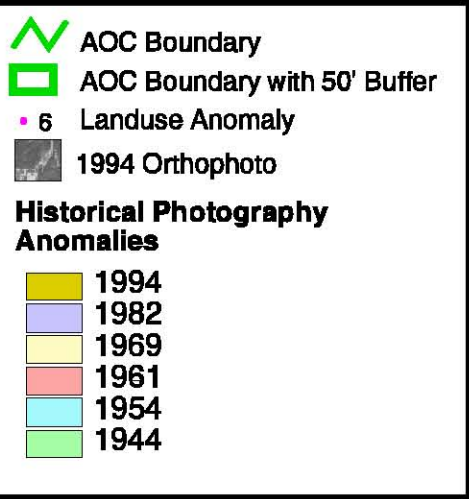 AOC Boundary
AOC Boundary with 50' Buffer
6 Landuse Anomaly
1994 Orthophoto
Historical Photography
Anomalies
1994
1982
1969
1961
1954
1944